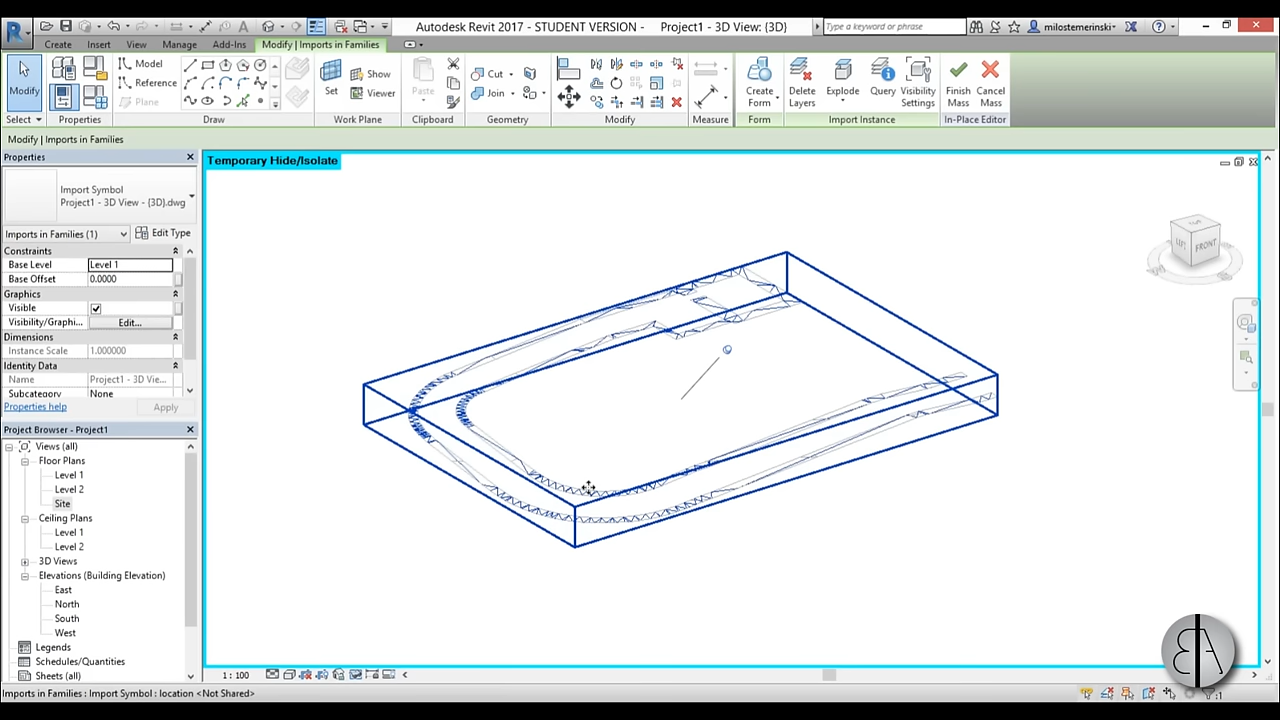 Autodesk Revit 2017 - STUDENT VERSION - Project1 - 3D View: {3D}
Type a keyword or phrase
milostemerinski
Create Insert View Manage Add-Ins Modify | Imports in Families
Modify
Model
Reference
Plane
Set
Show
Viewer
Paste
Cut
Join
Create Form
Delete Layers
Explode
Query
Visibility Settings
Finish Mass
Cancel Mass
Select Properties Draw Work Plane Clipboard Geometry Modify Measure Form Import Instance In-Place Editor
Modify | Imports in Families
Properties
Import Symbol
Project1 - 3D View - {3D}.dwg
Imports in Families (1) Edit Type
Constraints
Base Level Level 1
Base Offset 0.0000
Graphics
Visible
Visibility/Graphi... Edit...
Dimensions
Instance Scale 1.000000
Identity Data
Name Project1 - 3D Vie...
Subcategory None
Properties help Apply
Project Browser - Project1
Views (all)
Floor Plans
Level 1
Level 2
Site
Ceiling Plans
Level 1
Level 2
3D Views
Elevations (Building Elevation)
East
North
South
West
Legends
Schedules/Quantities
Sheets (all)
Temporary Hide/Isolate
FRONT
1 : 100
Imports in Families : Import Symbol : location <Not Shared>
:1